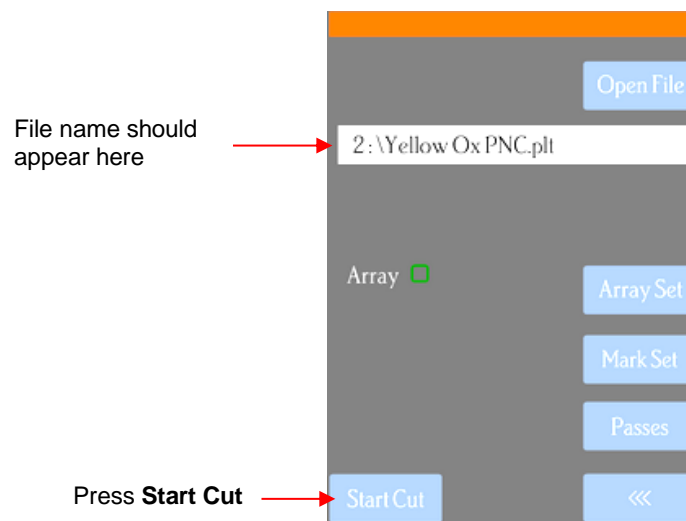 Open File
File name should
appear here
2:\Yellow Ox PNC.plt
Array
Array Set
Mark Set
Passes
Press Start Cut
Start Cut
<<<